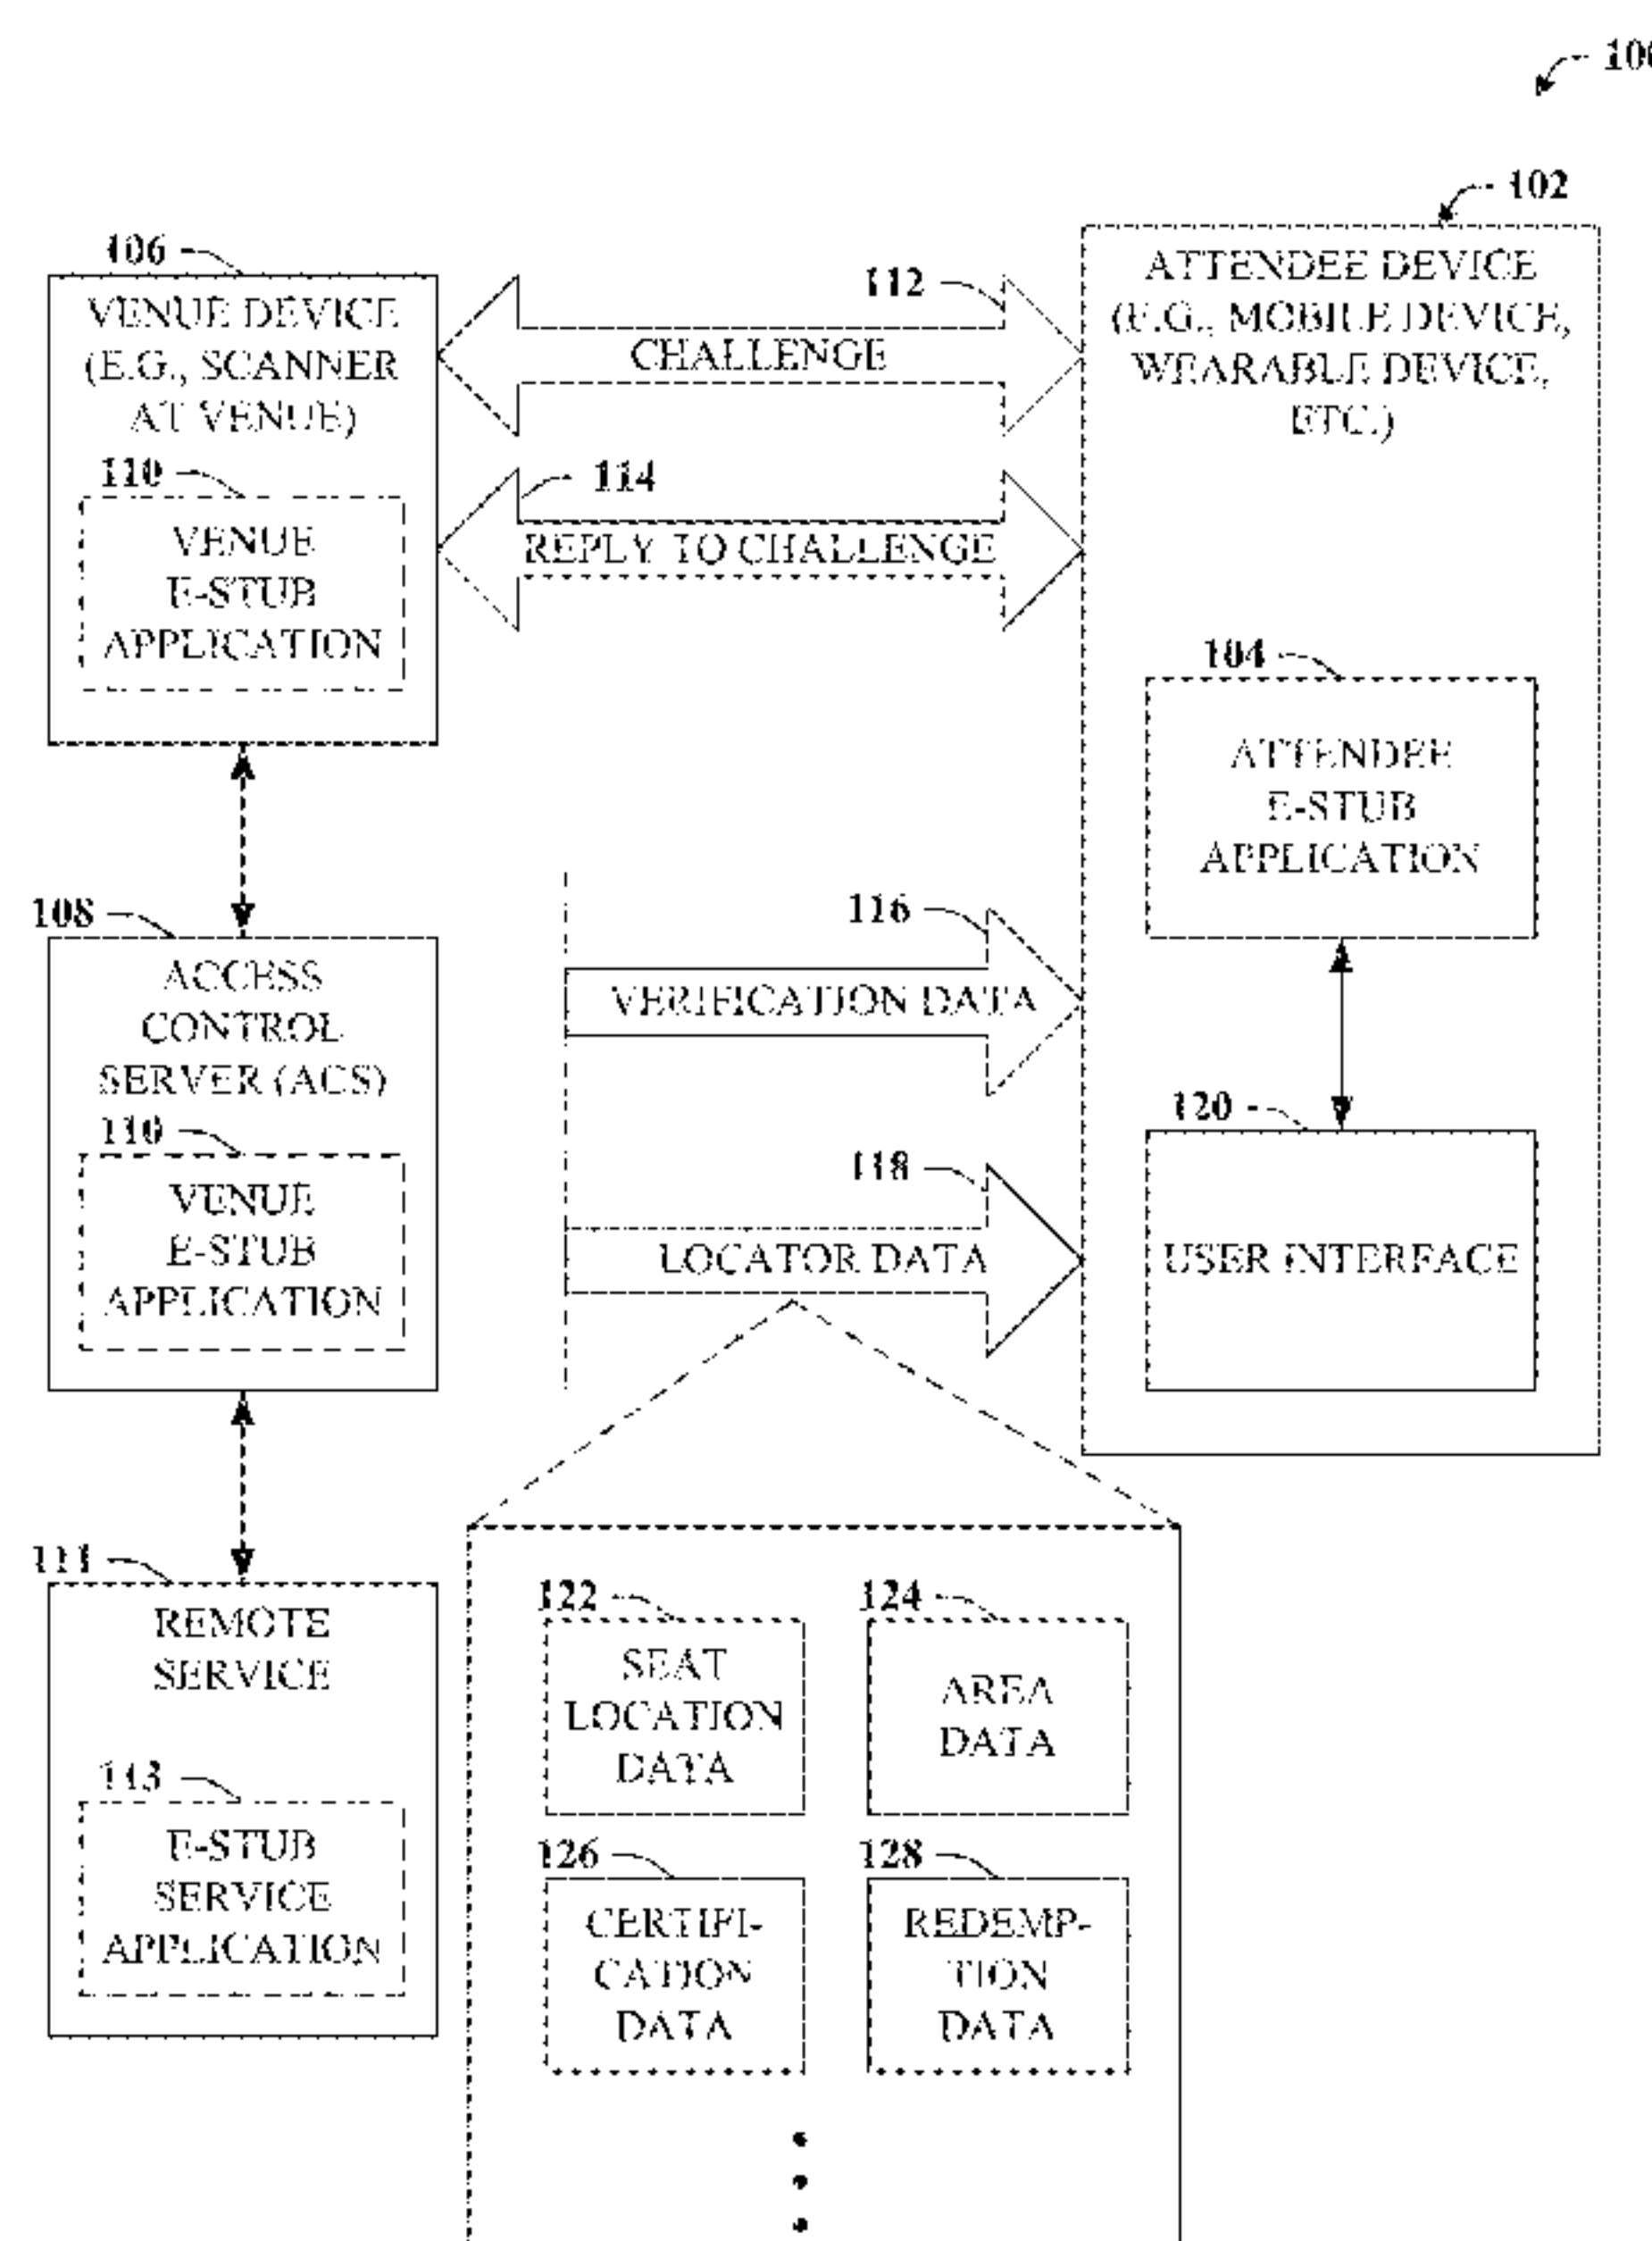 100
102
106
VENUE DEVICE
(E.G., SCANNER
AT VENUE)
110
VENUE
E-STUB
APPLICATION
112
CHALLENGE
114
REPLY TO CHALLENGE
ATTENDEE DEVICE
(E.G., MOBILE DEVICE,
WEARABLE DEVICE,
ETC.)
104
ATTENDEE
E-STUB
APPLICATION
108
ACCESS
CONTROL
SERVER (ACS)
110
VENUE
E-STUB
APPLICATION
116
VERIFICATION DATA
118
LOCATOR DATA
120
USER INTERFACE
111
REMOTE
SERVICE
113
E-STUB
SERVICE
APPLICATION
122
SEAT
LOCATION
DATA
124
AREA
DATA
126
CERTIFI-
CATION
DATA
128
REDEMP-
TION
DATA